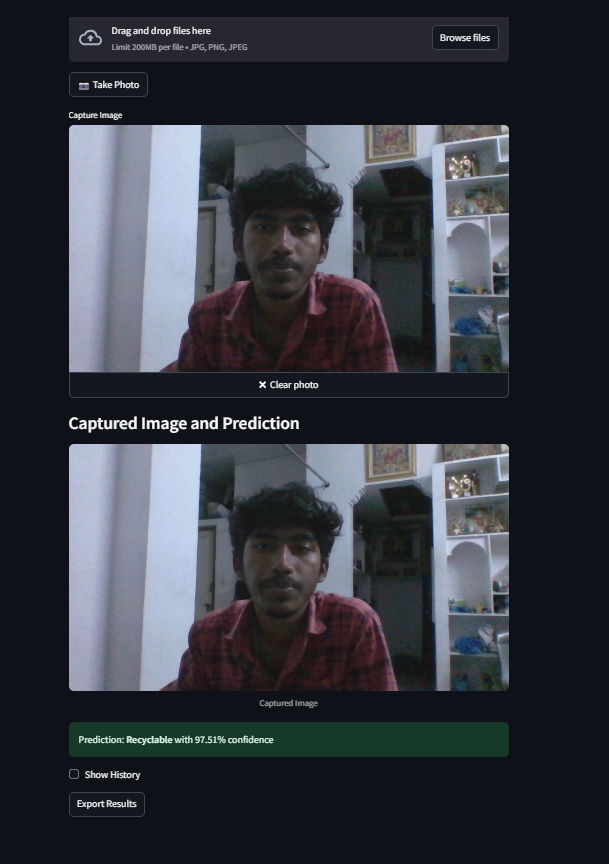 Drag and drop files here
Limit 200MB per file • JPG, PNG, JPEG
Browse files
Take Photo
Capture Image
Clear photo
Captured Image and Prediction
Captured Image
Prediction: Recyclable with 97.51% confidence
Show History
Export Results